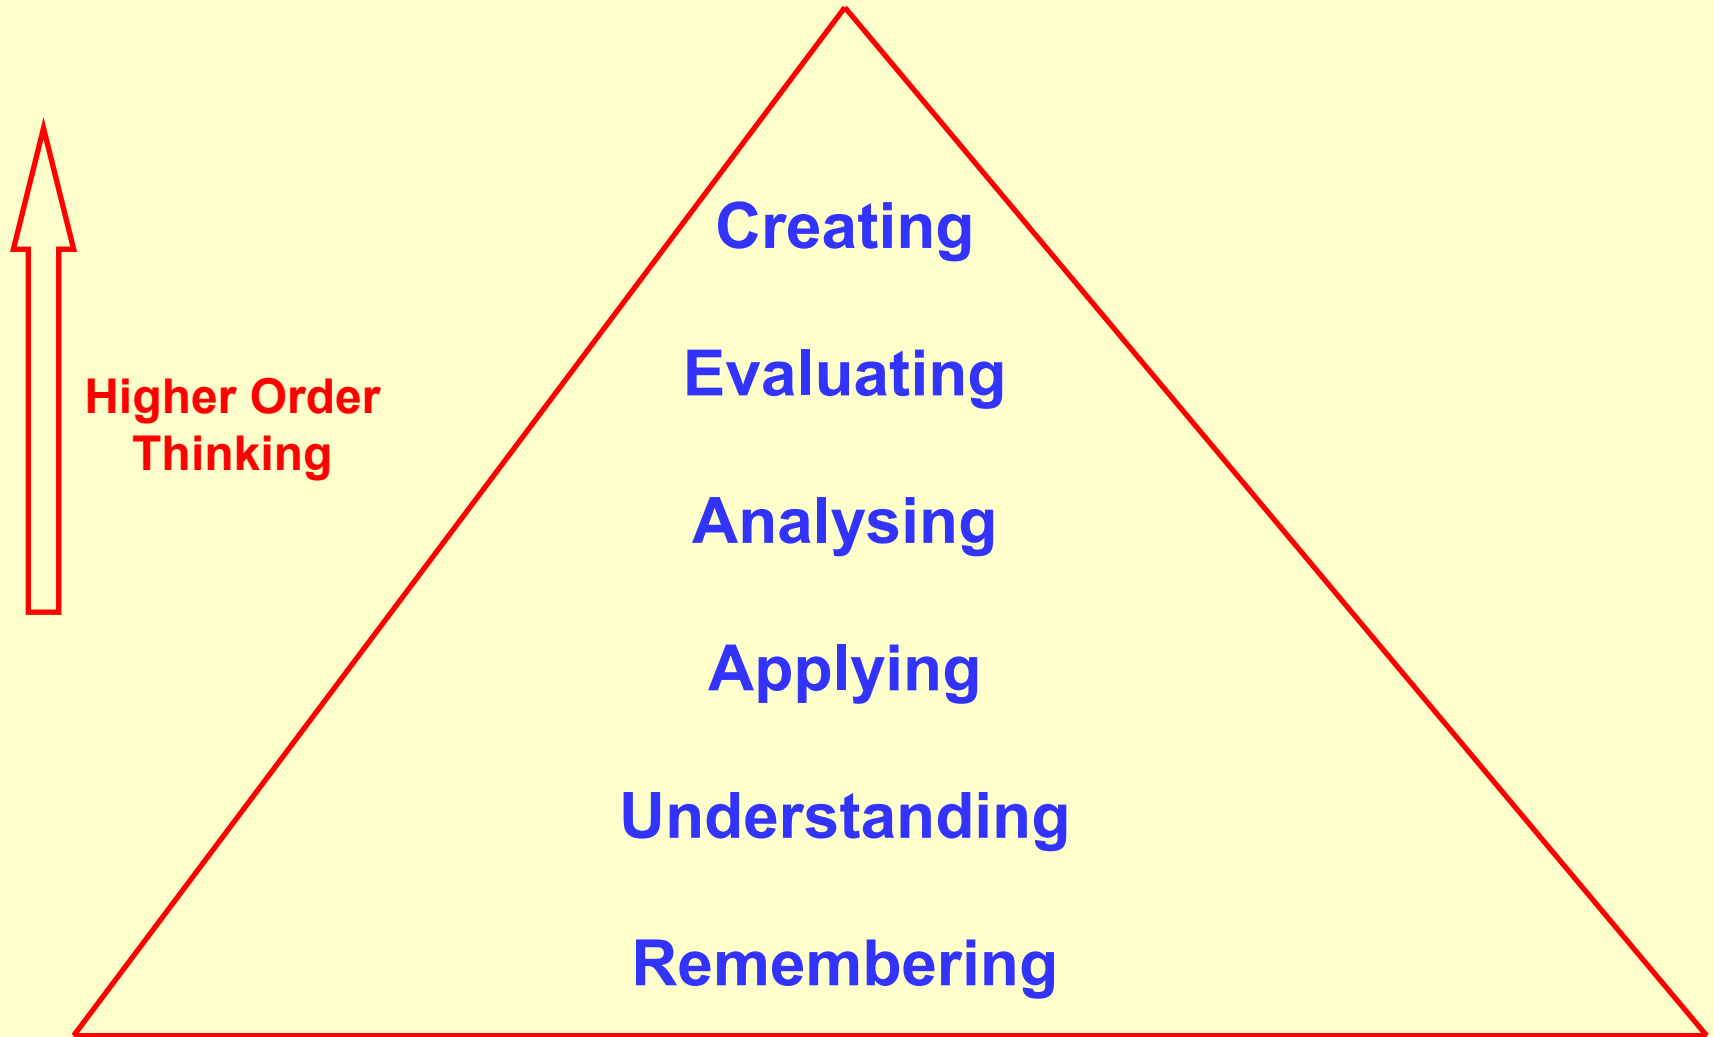 Creating
Evaluating
Higher Order
Thinking
Analysing
Applying
Understanding
Remembering